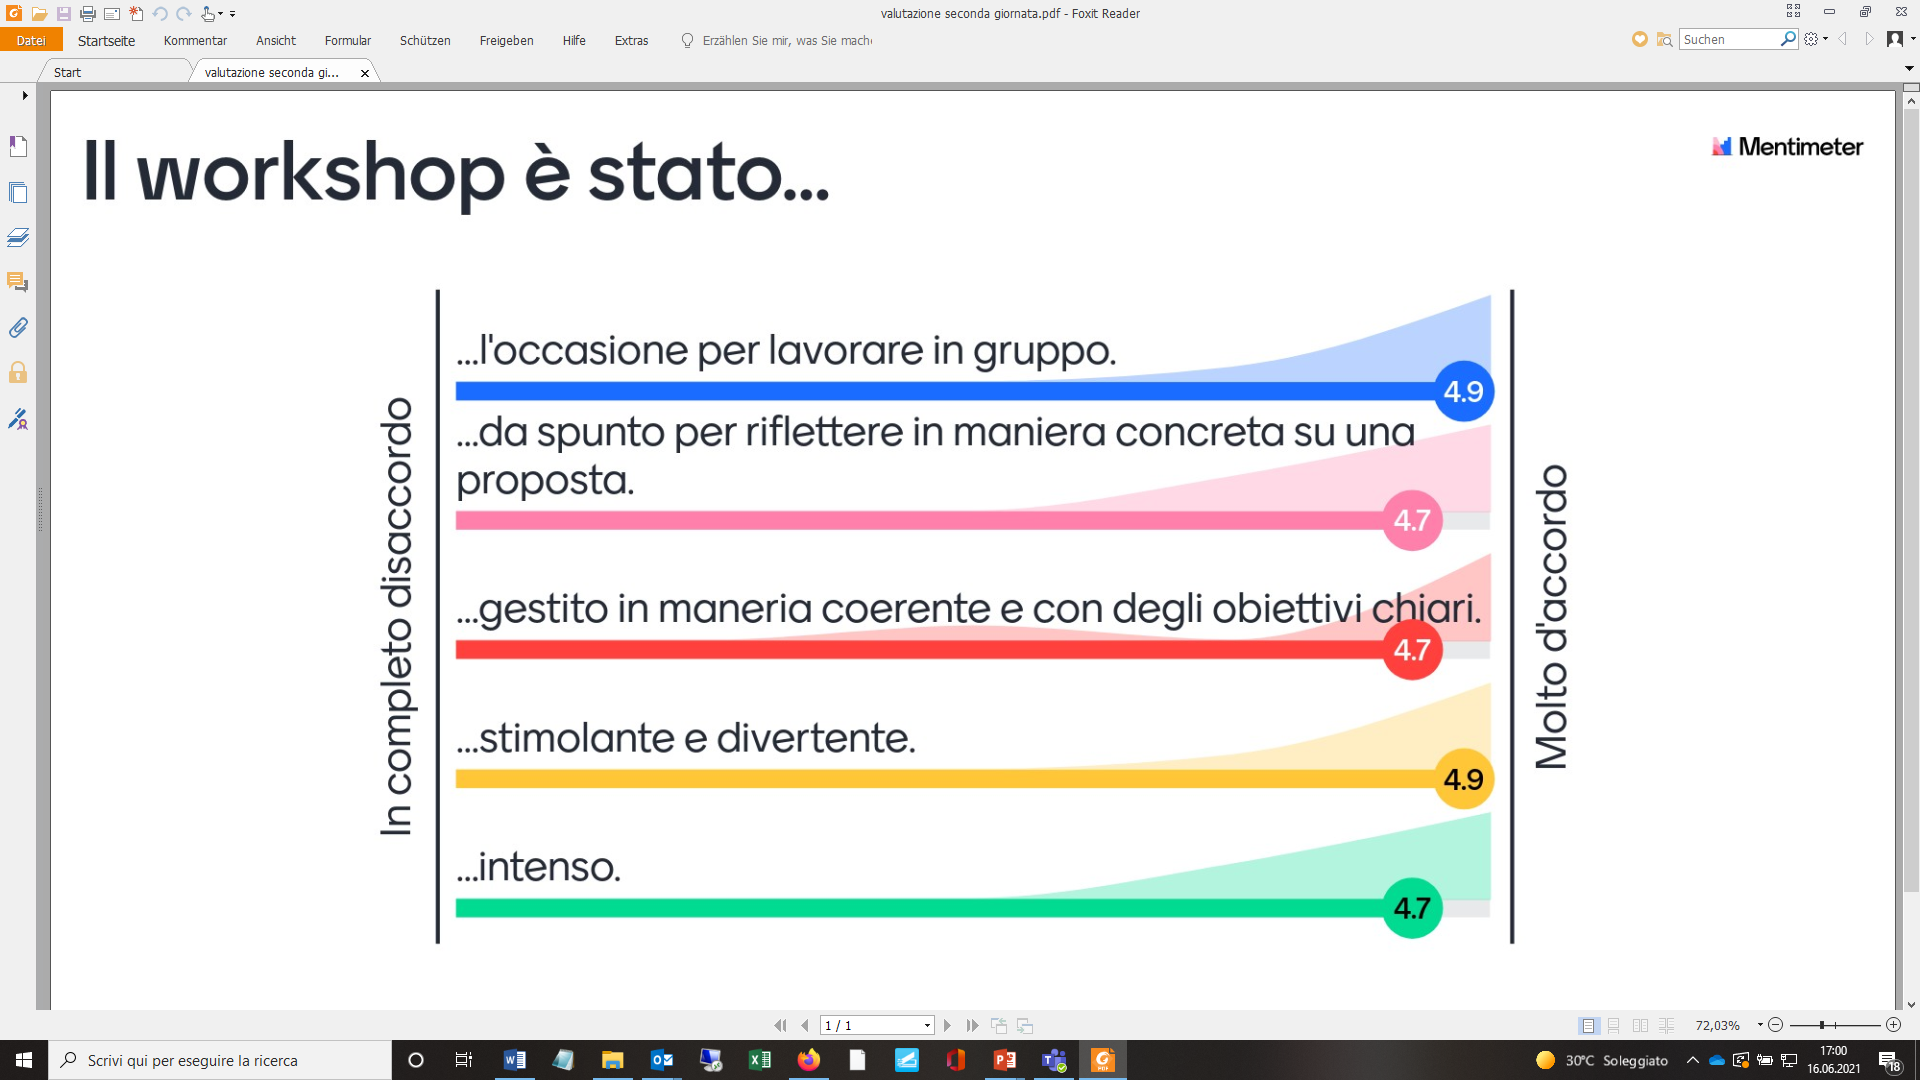 valutazione seconda giornata.pdf - Foxit Reader
Datei Startseite Kommentar Ansicht Formular Schützen Freigeben Hilfe Extras Erzählen Sie mir, was Sie mach Suchen
Start valutazione seconda gi...
Il workshop è stato...
Mentimeter
In completo disaccordo
...l'occasione per lavorare in gruppo.
4.9
...da spunto per riflettere in maniera concreta su una
proposta.
4.7
...gestito in maneria coerente e con degli obiettivi chiari.
4.7
...stimolante e divertente.
4.9
...intenso.
4.7
Molto d'accordo
1 / 1
72,03%
Scrivi qui per eseguire la ricerca
30°C Soleggiato
17:00
16.06.2021
18